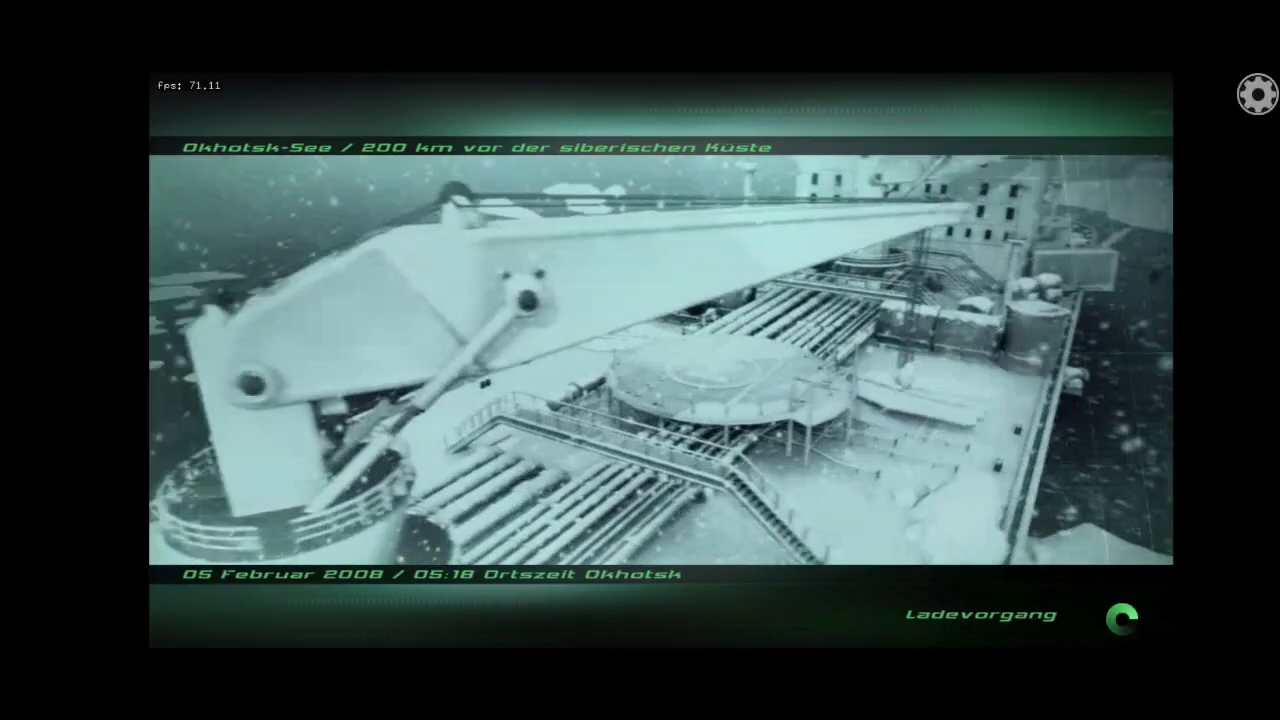 fps: 71.11
Okhotsk-See / 200 km vor der siberischen Küste
05 Februar 2008 / 05:18 Ortszeit Okhotsk
Ladevorgang